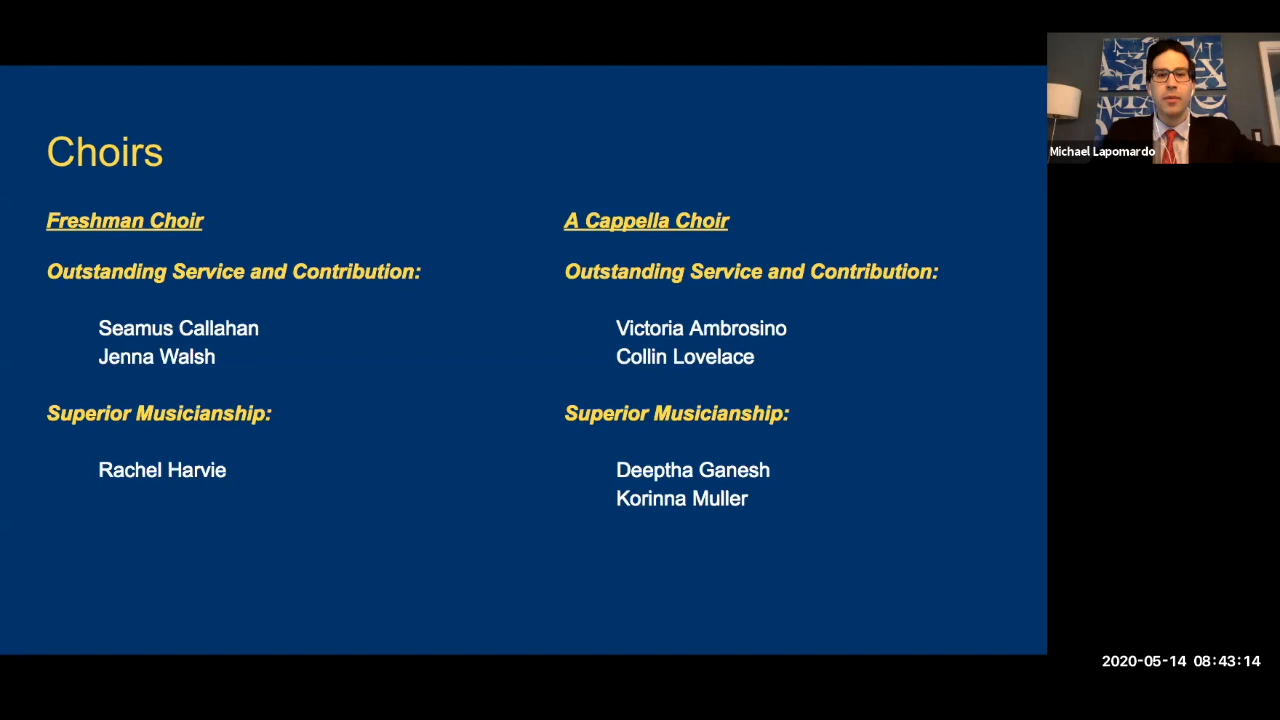 Choirs
Freshman Choir
Outstanding Service and Contribution:
Seamus Callahan
Jenna Walsh
Superior Musicianship:
Rachel Harvie
A Cappella Choir
Outstanding Service and Contribution:
Victoria Ambrosino
Collin Lovelace
Superior Musicianship:
Deeptha Ganesh
Korinna Muller
Michael Lapomardo
2020-05-14 08:43:14